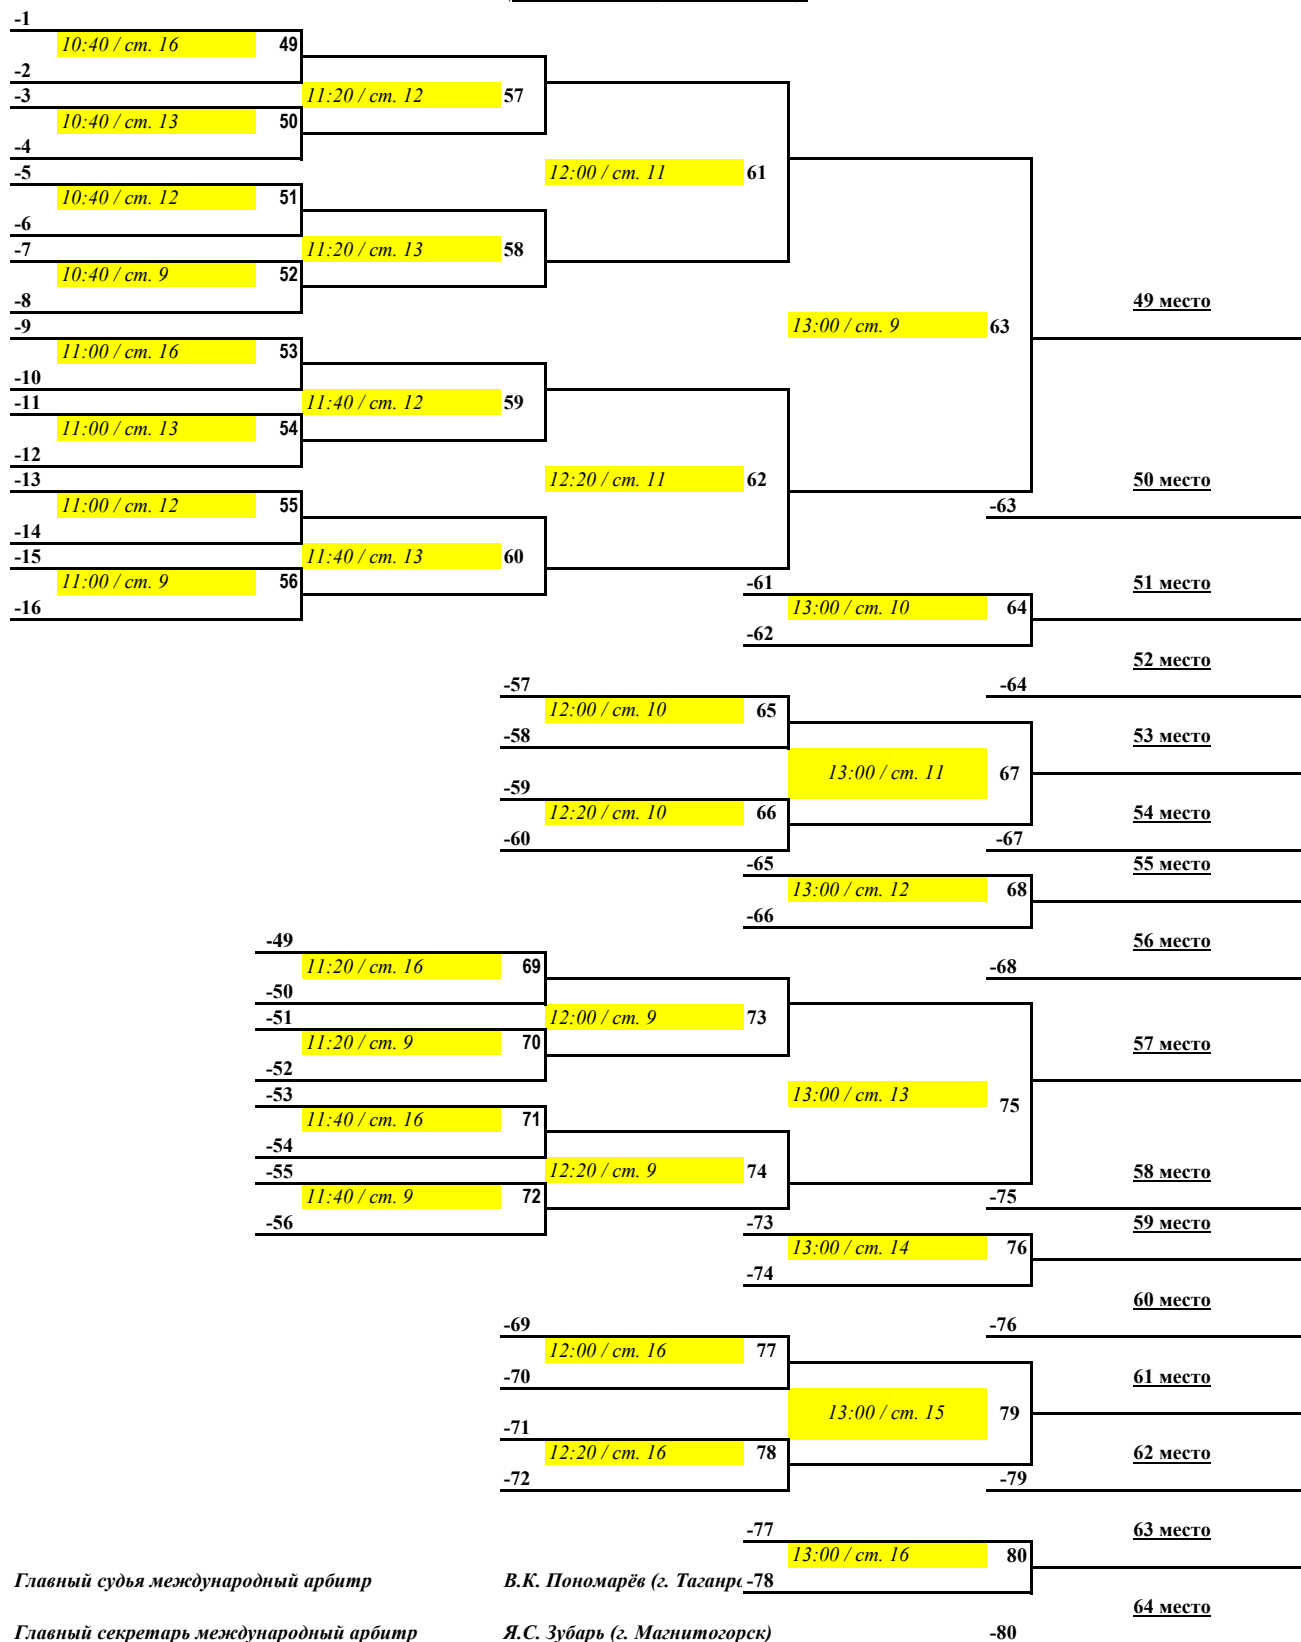 -1
10:40 / ст. 16 49
-2
-3 11:20 / ст. 12 57
10:40 / ст. 13 50
-4
-5 12:00 / ст. 11 61
10:40 / ст. 12 51
-6
-7 11:20 / ст. 13 58
10:40 / ст. 9 52
-8 49 место
-9 13:00 / ст. 9 63
11:00 / ст. 16 53
-10
-11 11:40 / ст. 12 59
11:00 / ст. 13 54
-12
-13 12:20 / ст. 11 62 50 место
11:00 / ст. 12 55 -63
-14
-15 11:40 / ст. 13 60
11:00 / ст. 9 56 -61 51 место
-16 13:00 / ст. 10 64
-62
52 место
-57 -64
12:00 / ст. 10 65
-58 53 место
13:00 / ст. 11 67
-59
12:20 / ст. 10 66 54 место
-60 -67
-65 55 место
13:00 / ст. 12 68
-66
-49 56 место
11:20 / ст. 16 69 -68
-50
-51 12:00 / ст. 9 73
11:20 / ст. 9 70 57 место
-52
-53 13:00 / ст. 13 75
11:40 / ст. 16 71
-54
-55 12:20 / ст. 9 74 58 место
11:40 / ст. 9 72 -75
-56 -73 59 место
13:00 / ст. 14 76
-74
60 место
-69 -76
12:00 / ст. 16 77
-70 61 место
13:00 / ст. 15 79
-71
12:20 / ст. 16 78 62 место
-72 -79
-77 63 место
13:00 / ст. 16 80
Главный судья международный арбитр В.К. Пономарёв (г. Таганро -78
64 место
Главный секретарь международный арбитр Я.С. Зубарь (г. Магнитогорск) -80